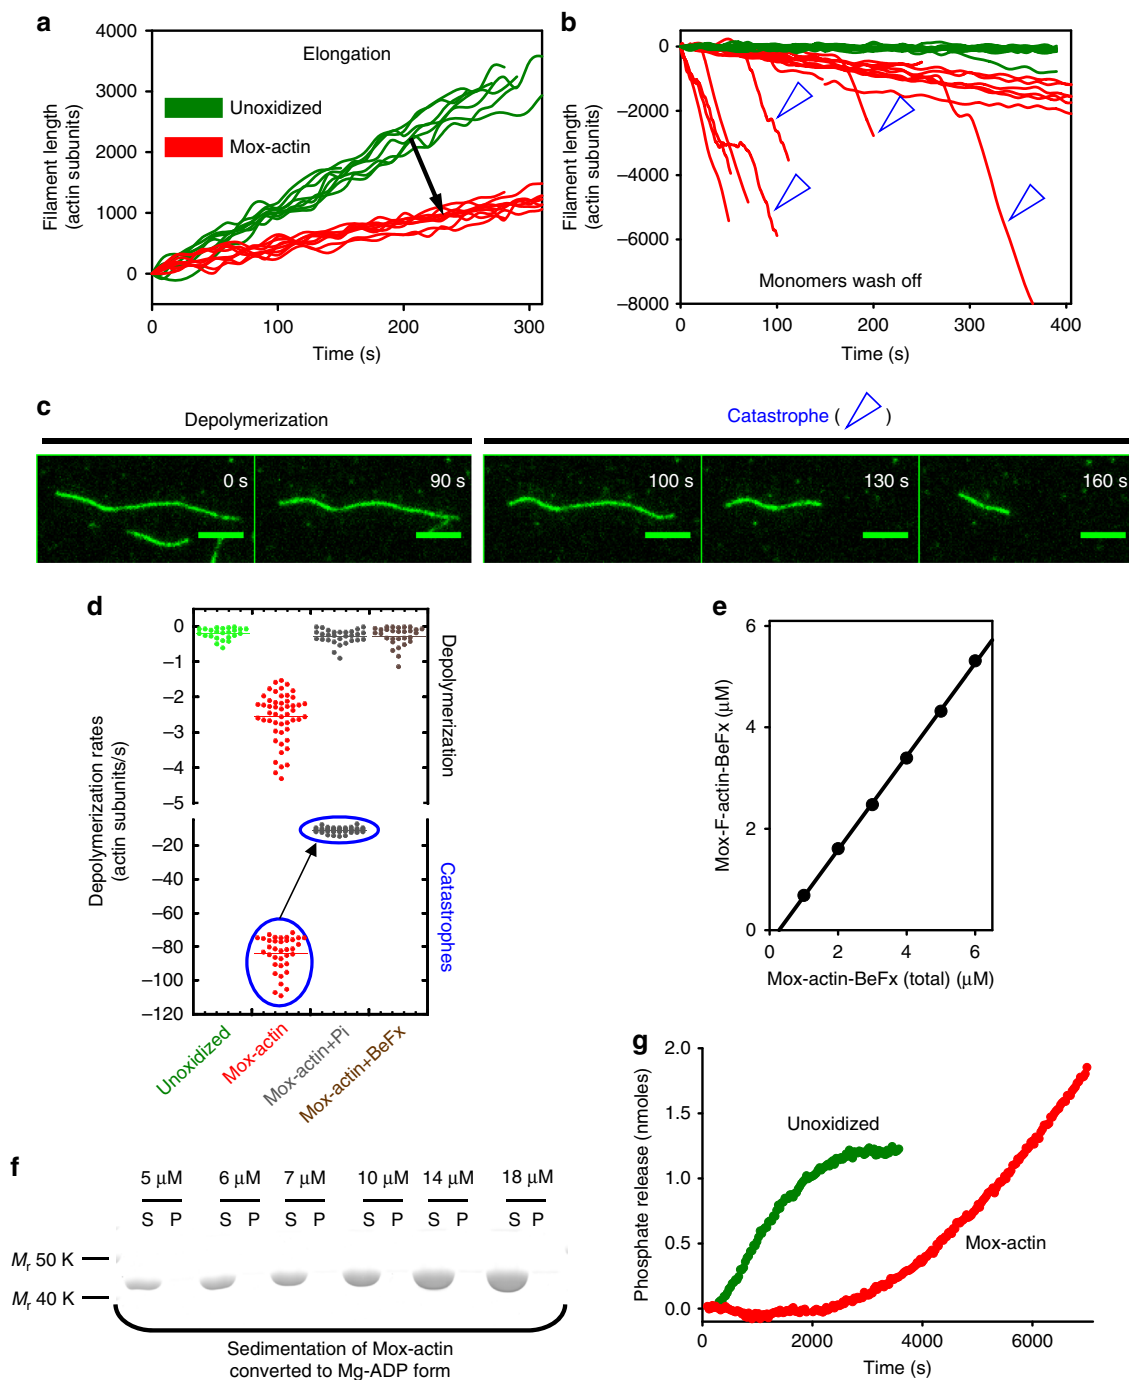 a
4000
3000
2000
1000
0
Filament length
(actin subunits)
Elongation
Unoxidized
Mox-actin
0
100
200
300
Time (s)
b
0
−2000
−4000
−6000
−8000
Filament length
(actin subunits)
Monomers wash off
0
100
200
300
400
Time (s)
c
Depolymerization
Catastrophe ( )
0 s
90 s
100 s
130 s
160 s
d
0
−1
−2
−3
−4
−5
−20
−40
−60
−80
−100
−120
Depolymerization rates
(actin subunits/s)
Depolymerization
Catastrophes
Unoxidized
Mox-actin
Mox-actin+Pi
Mox-actin+BeFx
e
6
4
2
0
Mox-F-actin-BeFx (μM)
0
2
4
6
Mox-actin-BeFx (total) (μM)
f
5 μM
6 μM
7 μM
10 μM
14 μM
18 μM
S P S P S P S P S P S P
Mr 50 K
Mr 40 K
Sedimentation of Mox-actin
converted to Mg-ADP form
g
2.0
1.5
1.0
0.5
0.0
Phosphate release (nmoles)
Unoxidized
Mox-actin
0
2000
4000
6000
Time (s)